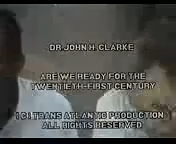 DR JOHN H. CLARKE
ARE WE READY FOR THE
TWENTIETH-FIRST CENTURY
(C) TRANS ATLANTIC PRODUCTION
ALL RIGHTS RESERVED